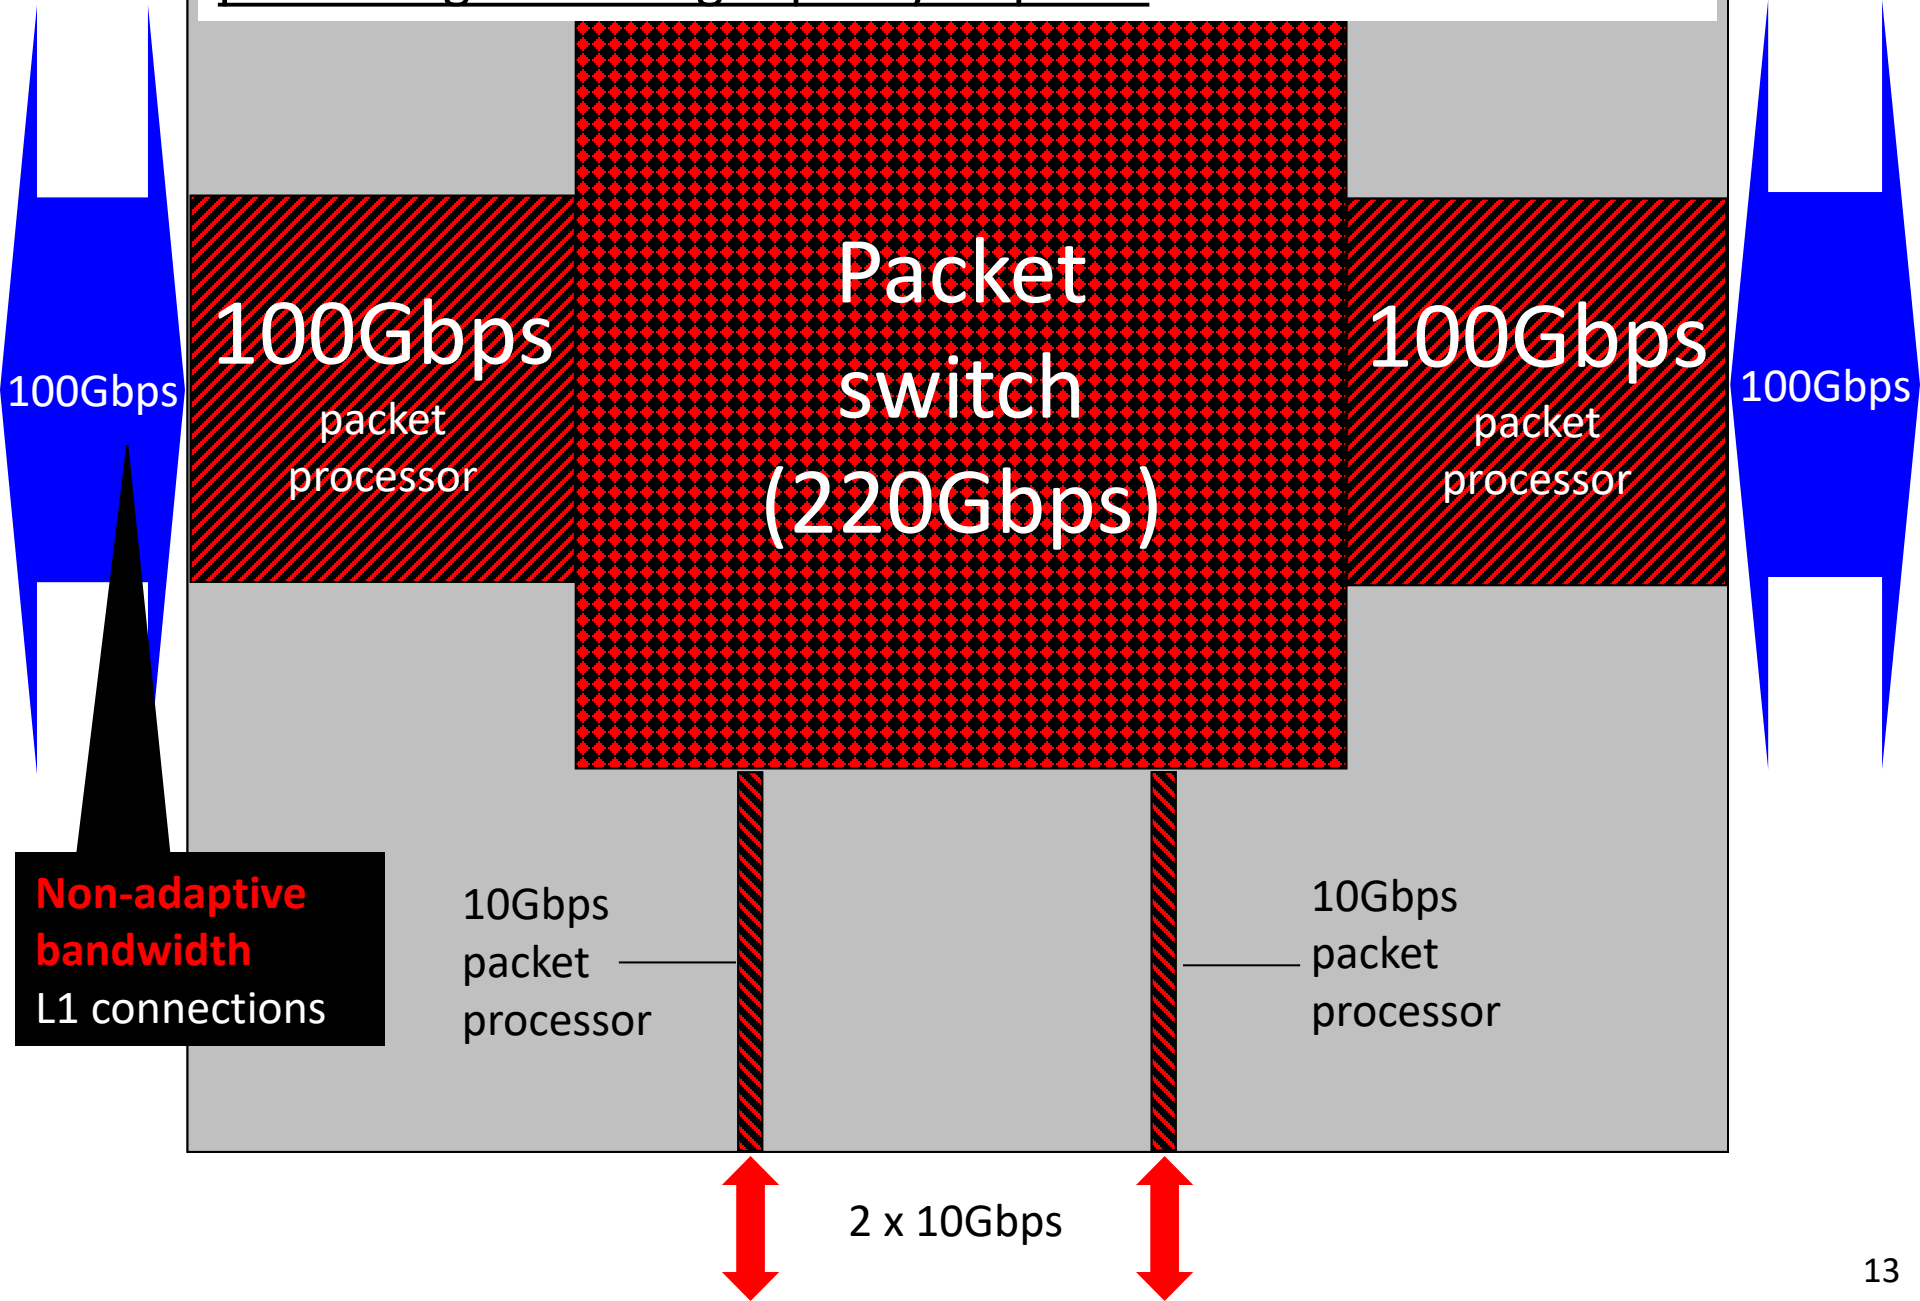 Packet
switch
(220Gbps)
100Gbps
packet
processor
100Gbps
packet
processor
100Gbps
100Gbps
Non-adaptive
bandwidth
L1 connections
10Gbps
packet
processor
10Gbps
packet
processor
2 x 10Gbps
13